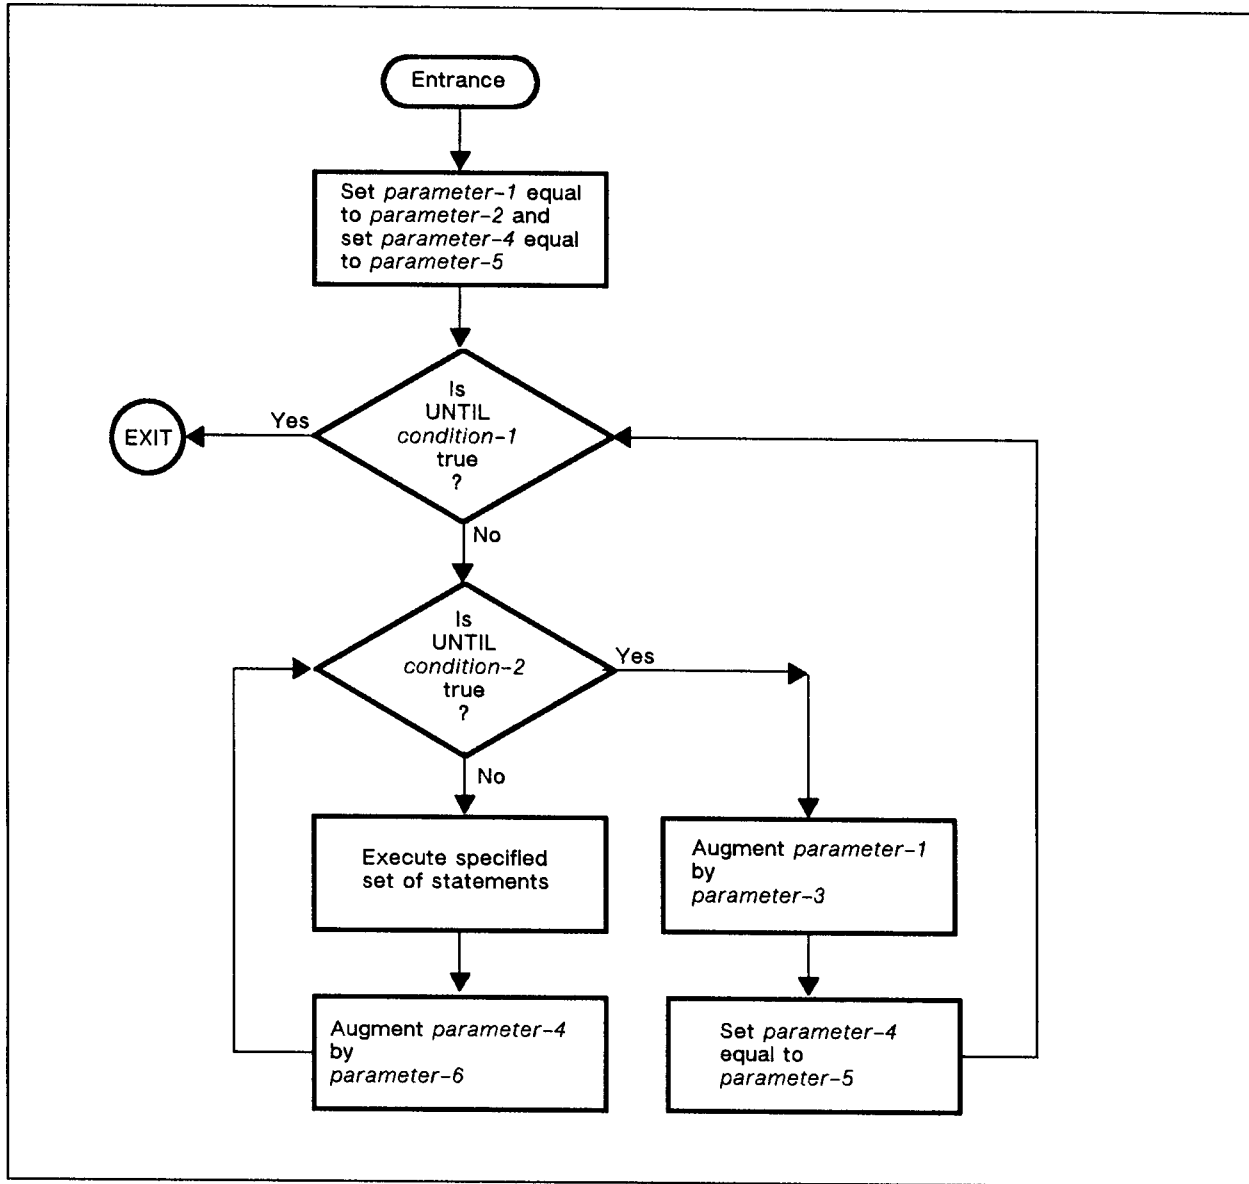 Entrance
Set parameter-1 equal
to parameter-2 and
set parameter-4 equal
to parameter-5
Is
UNTIL
condition-1
true
?
Yes
EXIT
No
Is
UNTIL
condition-2
true
?
Yes
No
Execute specified
set of statements
Augment parameter-1
by
parameter-3
Augment parameter-4
by
parameter-6
Set parameter-4
equal to
parameter-5